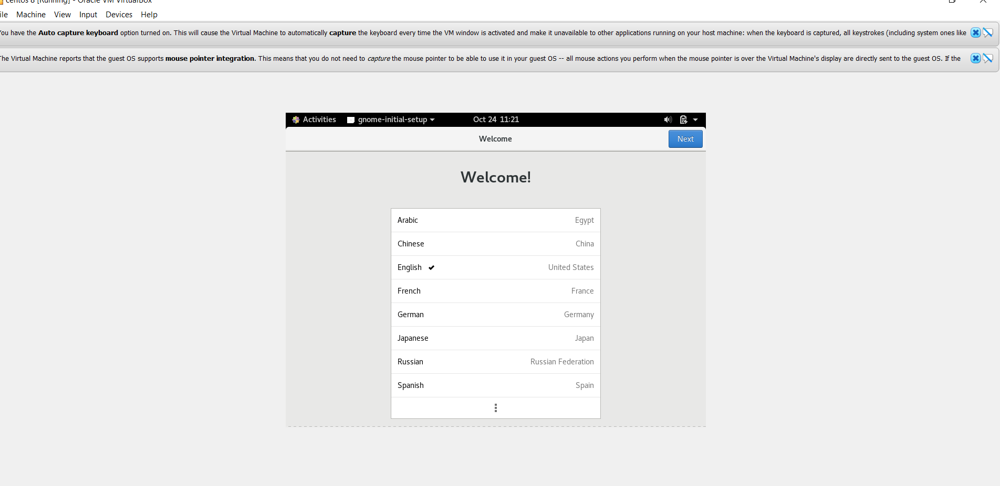 centos 8 [Running] - Oracle VM VirtualBox
ile Machine View Input Devices Help
You have the Auto capture keyboard option turned on. This will cause the Virtual Machine to automatically capture the keyboard every time the VM window is activated and make it unavailable to other applications running on your host machine: when the keyboard is captured, all keystrokes (including system ones like
The Virtual Machine reports that the guest OS supports mouse pointer integration. This means that you do not need to capture the mouse pointer to be able to use it in your guest OS -- all mouse actions you perform when the mouse pointer is over the Virtual Machine's display are directly sent to the guest OS. If the
Activities gnome-initial-setup Oct 24 11:21
Welcome Next
Welcome!
Arabic Egypt
Chinese China
English United States
French France
German Germany
Japanese Japan
Russian Russian Federation
Spanish Spain